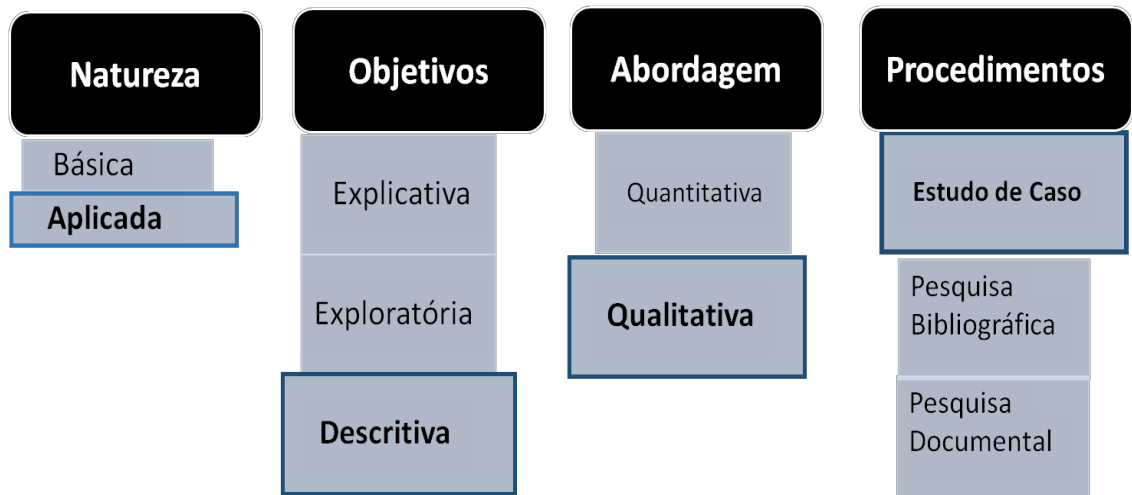 Natureza
Básica
Aplicada
Objetivos
Explicativa
Exploratória
Descritiva
Abordagem
Quantitativa
Qualitativa
Procedimentos
Estudo de Caso
Pesquisa
Bibliográfica
Pesquisa
Documental